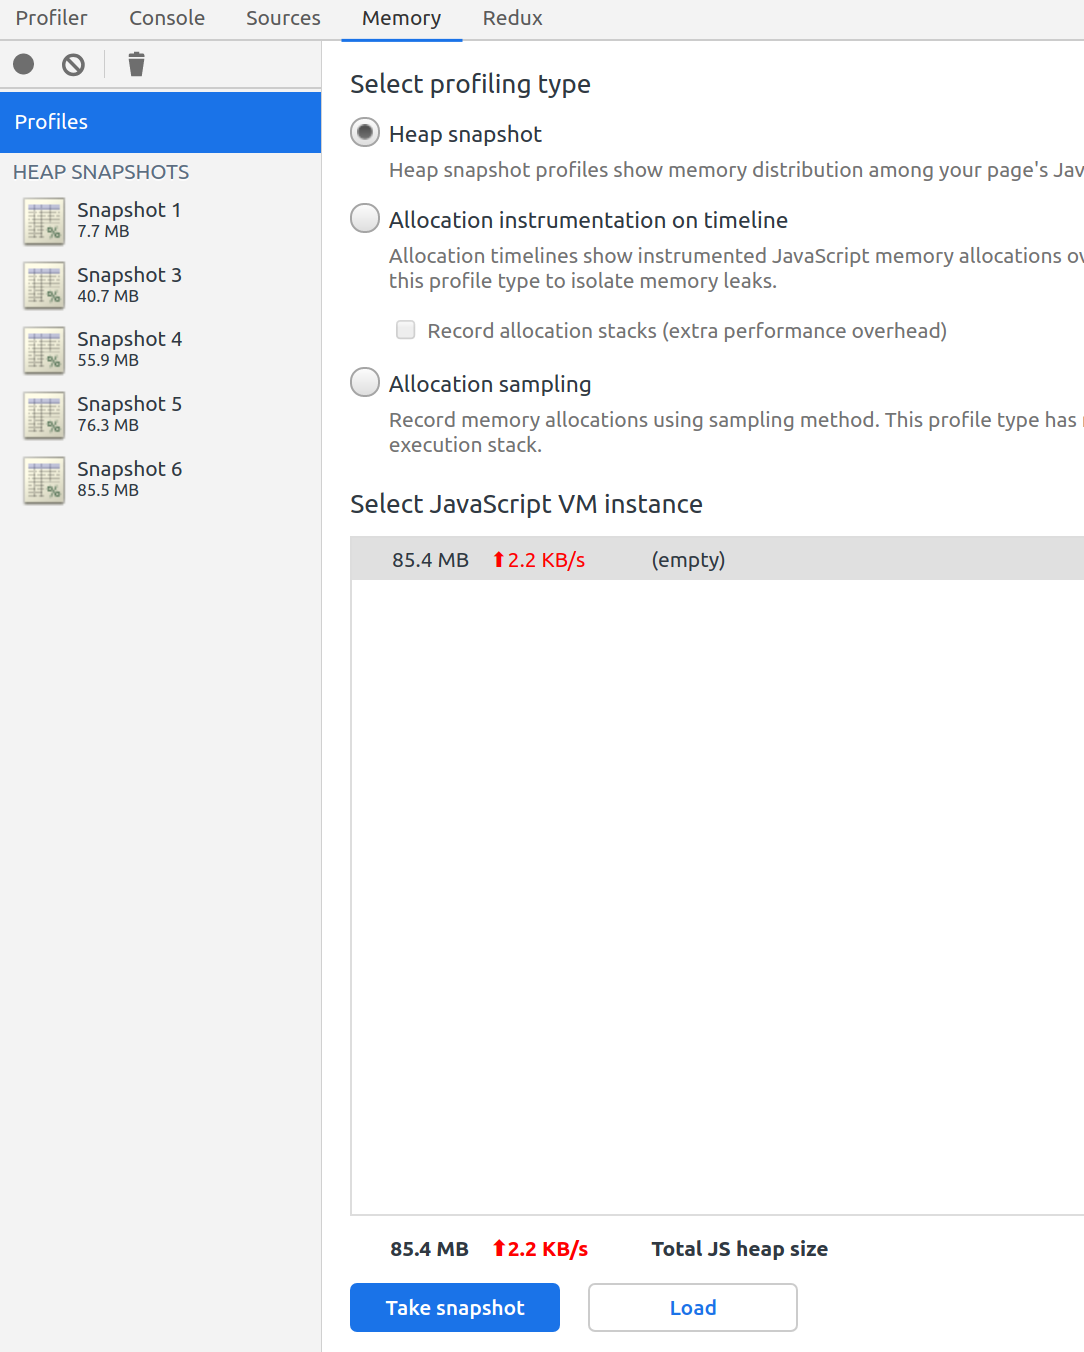 Profiler Console Sources Memory Redux
Profiles
HEAP SNAPSHOTS
Snapshot 1
7.7 MB
Snapshot 3
40.7 MB
Snapshot 4
55.9 MB
Snapshot 5
76.3 MB
Snapshot 6
85.5 MB
Select profiling type
Heap snapshot
Heap snapshot profiles show memory distribution among your page's Jav
Allocation instrumentation on timeline
Allocation timelines show instrumented JavaScript memory allocations ov
this profile type to isolate memory leaks.
Record allocation stacks (extra performance overhead)
Allocation sampling
Record memory allocations using sampling method. This profile type has
execution stack.
Select JavaScript VM instance
85.4 MB ⬆2.2 KB/s (empty)
85.4 MB ⬆2.2 KB/s Total JS heap size
Take snapshot Load